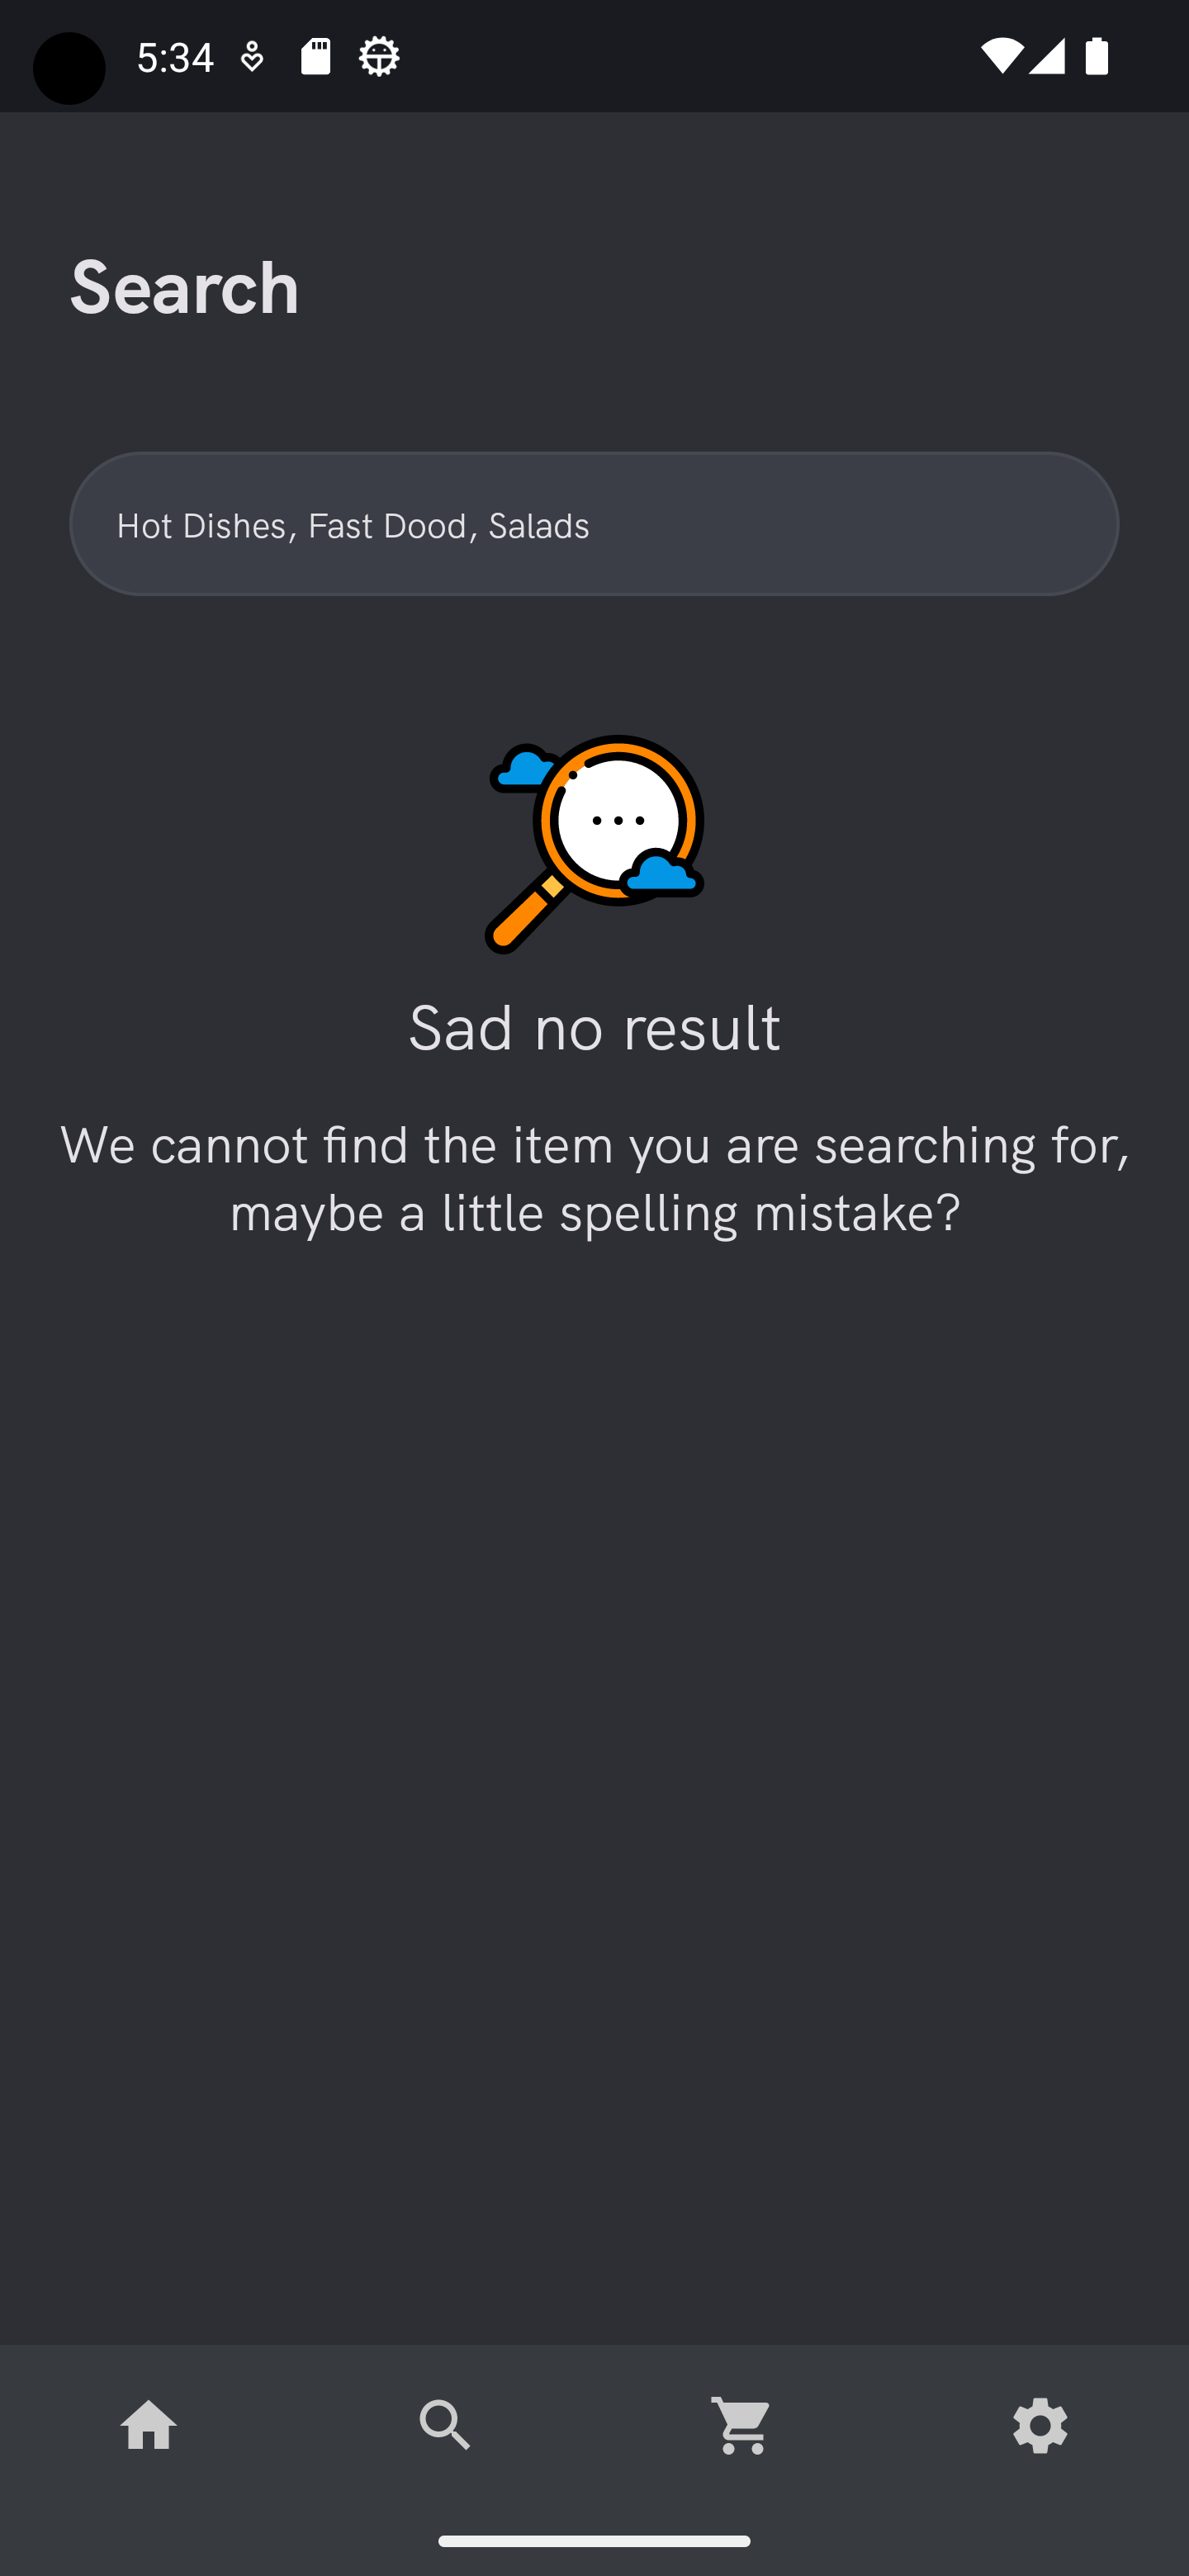 5:34
Search
Hot Dishes, Fast Dood, Salads
Sad no result
We cannot find the item you are searching for,
maybe a little spelling mistake?